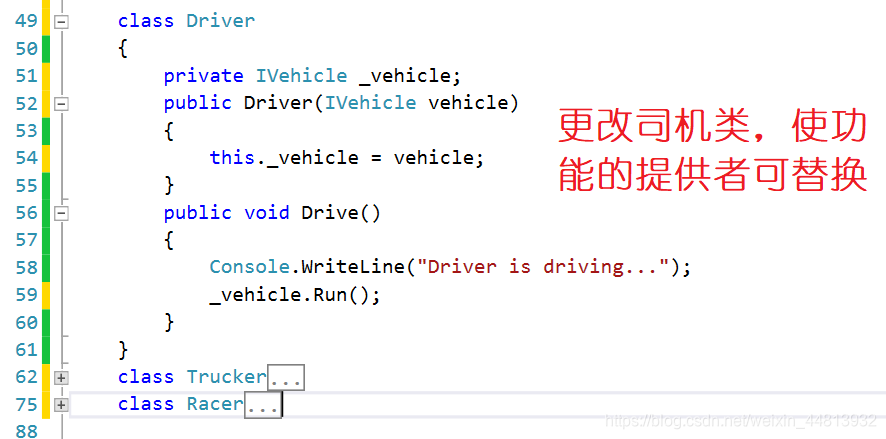 49 class Driver
50 {
51 private IVehicle _vehicle;
52 public Driver(IVehicle vehicle)
53 {
54 this._vehicle = vehicle;
55 }
56 public void Drive()
57 {
58 Console.WriteLine("Driver is driving...");
59 _vehicle.Run();
60 }
61 }
62 class Trucker...
75 class Racer...
88
更改司机类，使功
能的提供者可替换
https://blog.csdn.net/weixin_44813932